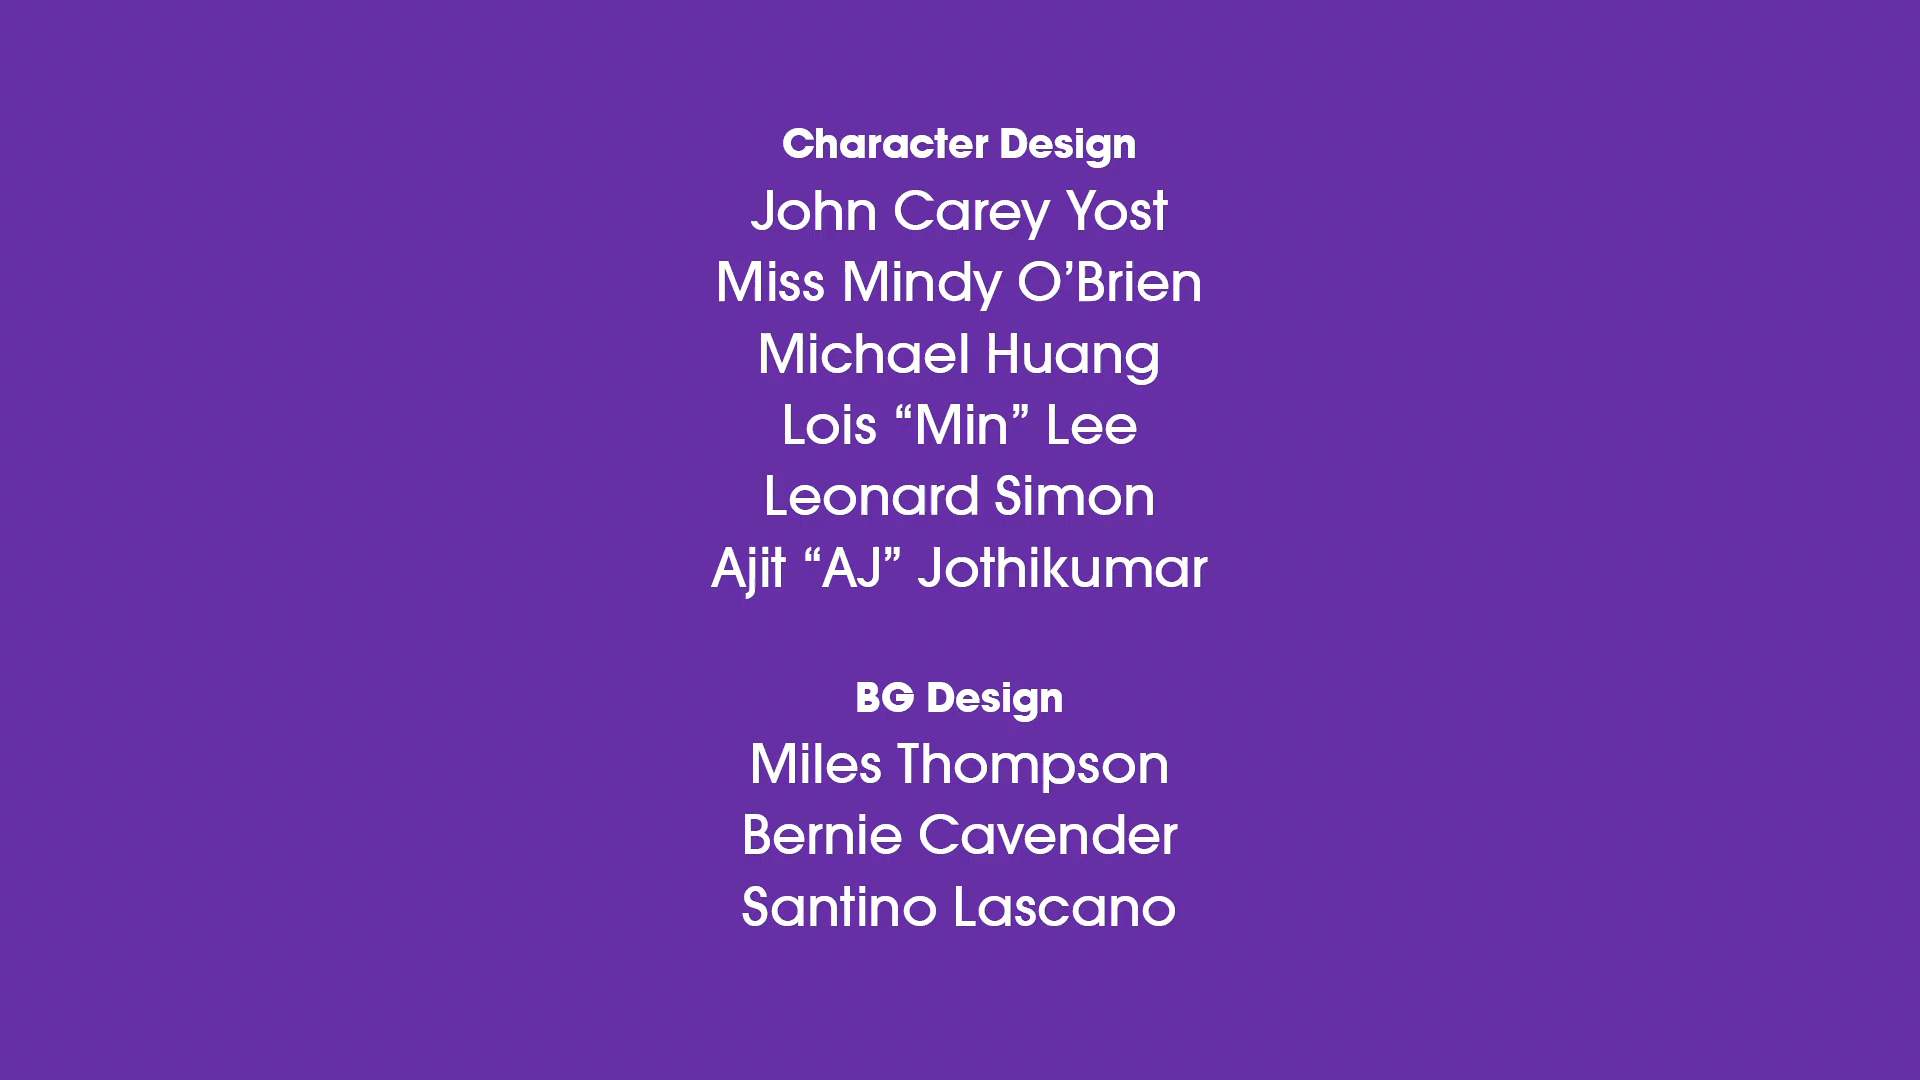 Character Design
John Carey Yost
Miss Mindy O’Brien
Michael Huang
Lois “Min” Lee
Leonard Simon
Ajit “AJ” Jothikumar
BG Design
Miles Thompson
Bernie Cavender
Santino Lascano